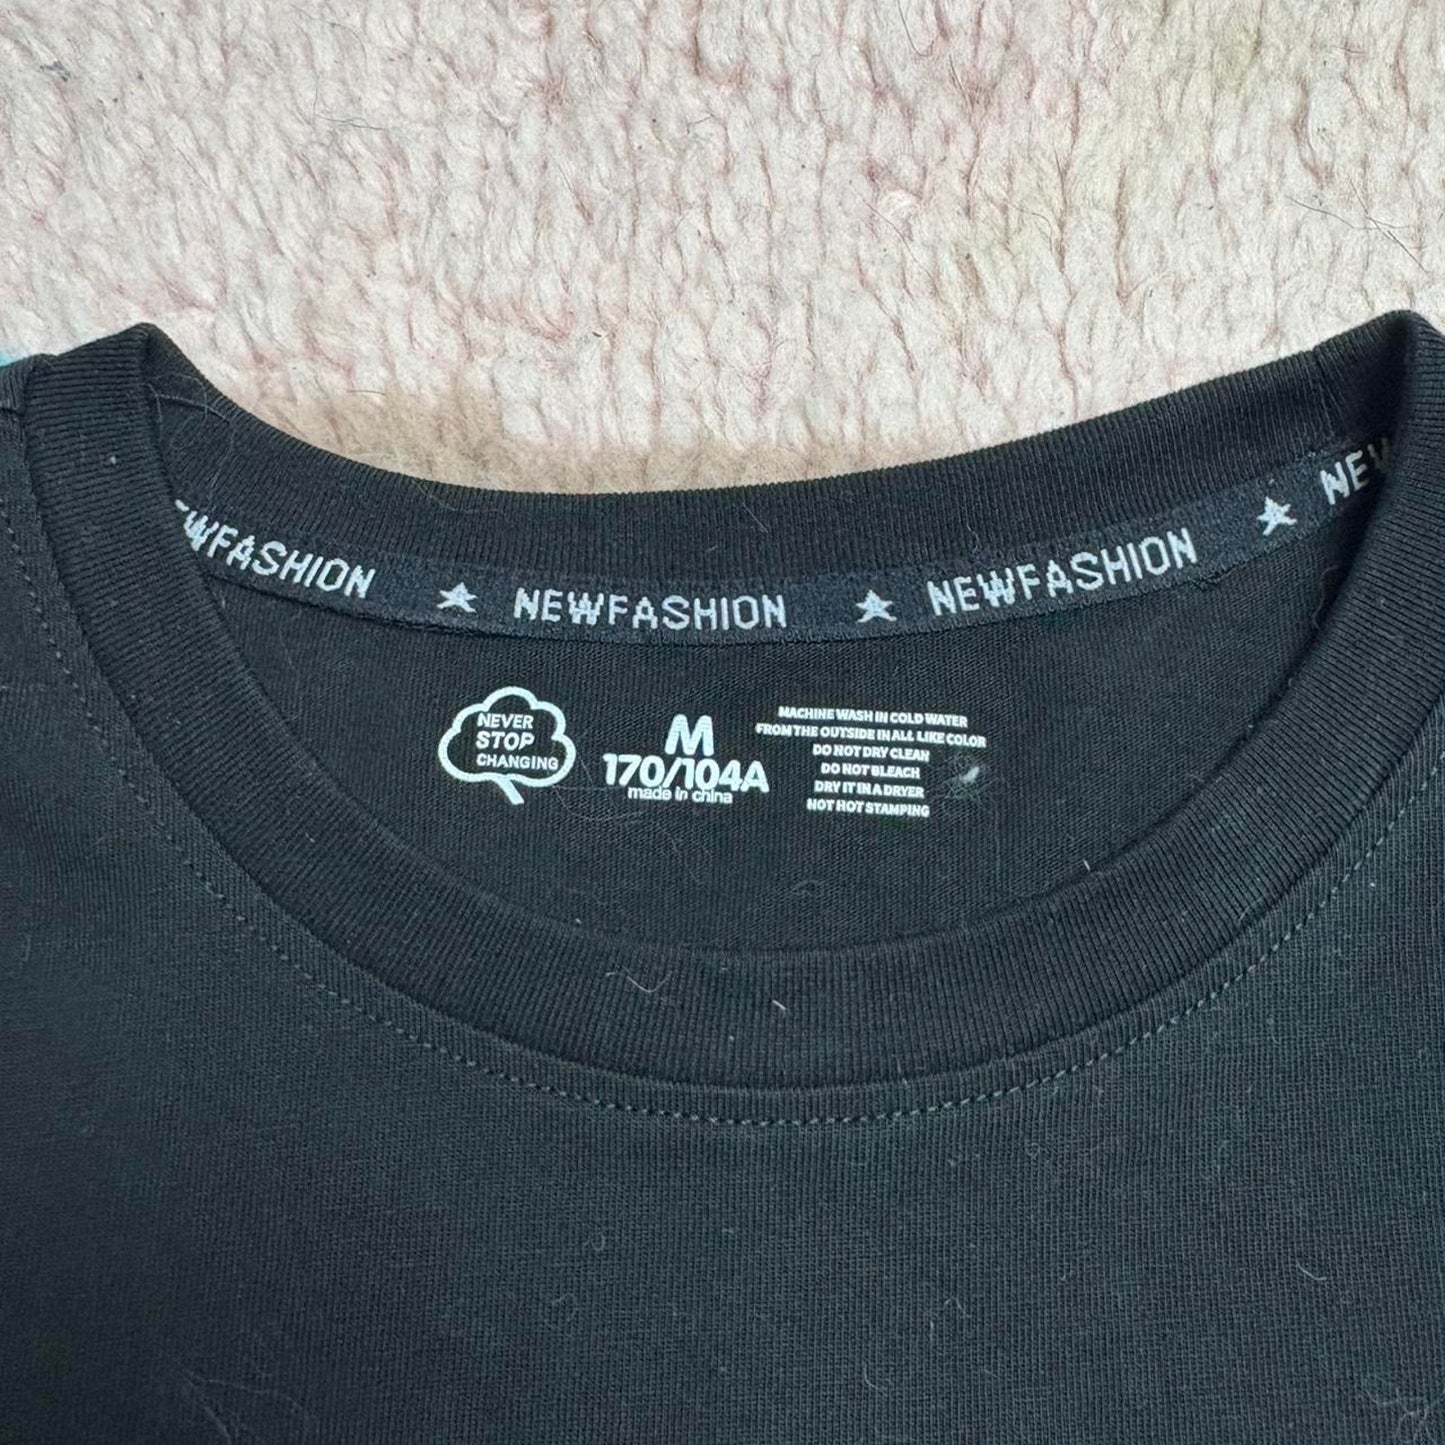 EWFASHION ★ NEWFASHION ★ NEWFASHION ★ NEW
NEVER
STOP
CHANGING
M
170/104A
made in china
MACHINE WASH IN COLD WATER
FROM THE OUTSIDE IN ALL LIKE COLOR
DO NOT DRY CLEAN
DO NOT BLEACH
DRY IT IN A DRYER
NOT HOT STAMPING